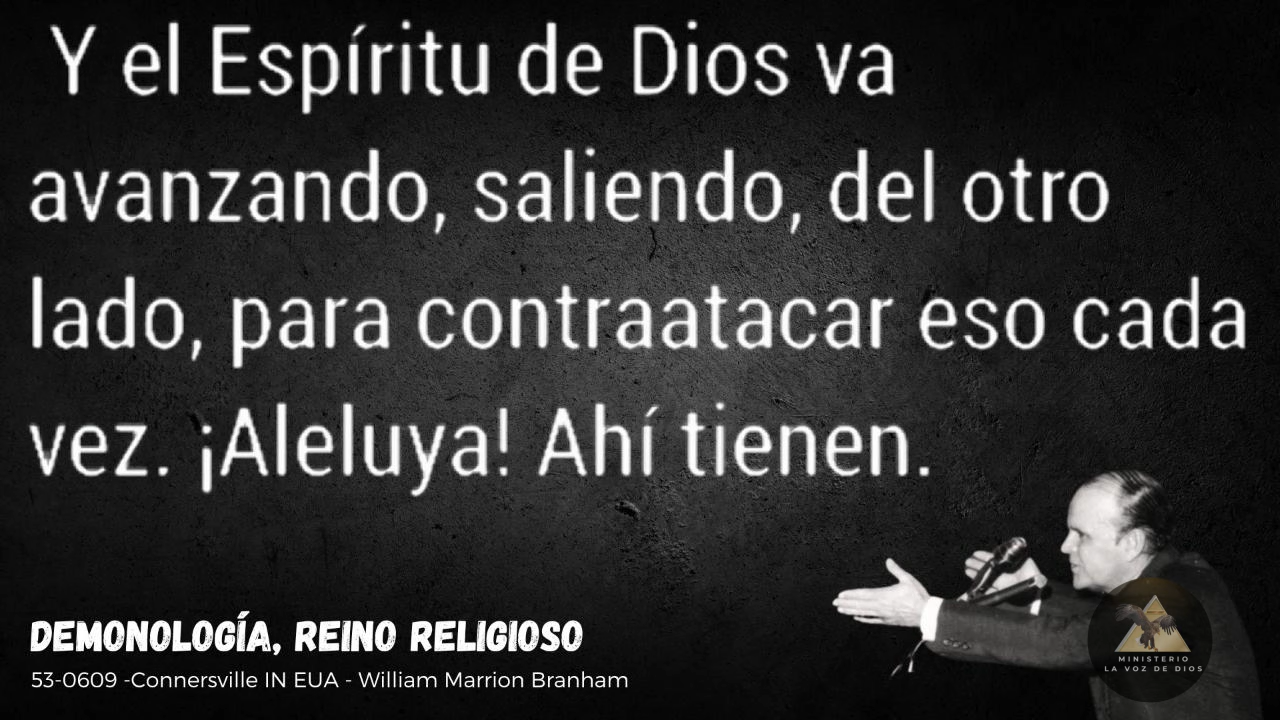 Y el Espíritu de Dios va
avanzando, saliendo, del otro
lado, para contraatacar eso cada
vez. ¡Aleluya! Ahí tienen.
DEMONOLOGÍA, REINO RELIGIOSO
53-0609 -Connersville IN EUA - William Marrion Branham
MINISTERIO
LA VOZ DE DIOS